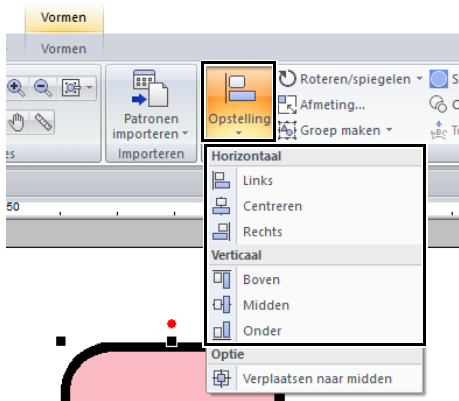 Vormen
Vormen
Roteren/spiegelen
Afmeting...
Groep maken
Opstelling
Patronen
importeren
Importeren
es
50
Horizontaal
Links
Centreren
Rechts
Verticaal
Boven
Midden
Onder
Optie
Verplaatsen naar midden